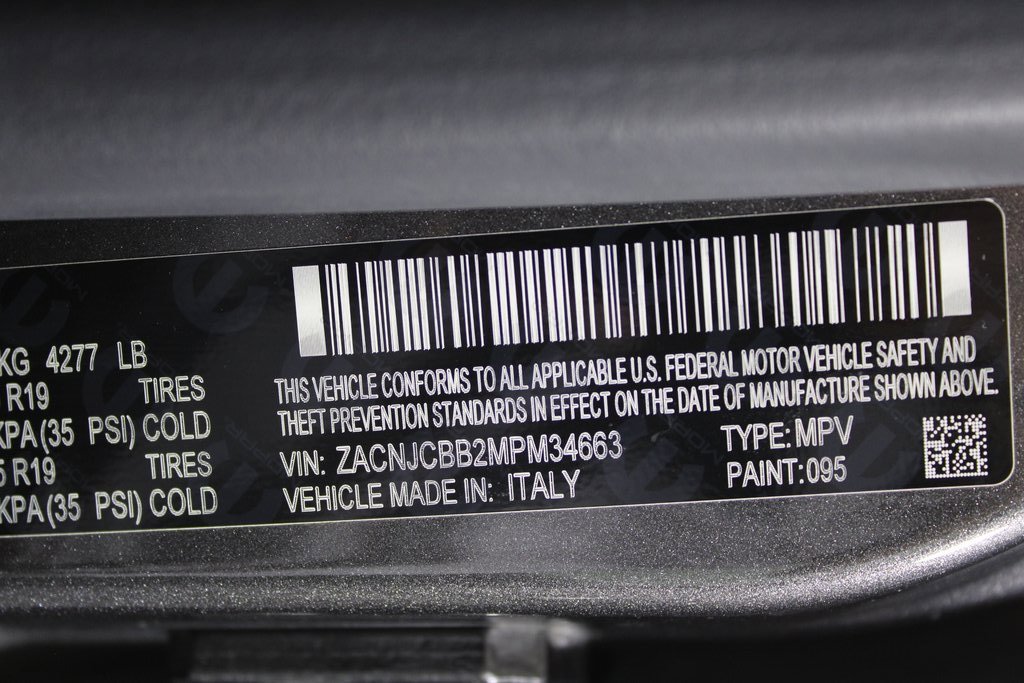 KG 4277 LB
R19 TIRES
KPA (35 PSI) COLD
R19 TIRES
KPA (35 PSI) COLD
THIS VEHICLE CONFORMS TO ALL APPLICABLE U.S. FEDERAL MOTOR VEHICLE SAFETY AND
THEFT PREVENTION STANDARDS IN EFFECT ON THE DATE OF MANUFACTURE SHOWN ABOVE.
VIN: ZACNJCBB2MPM34663 TYPE: MPV
VEHICLE MADE IN: ITALY PAINT: 095